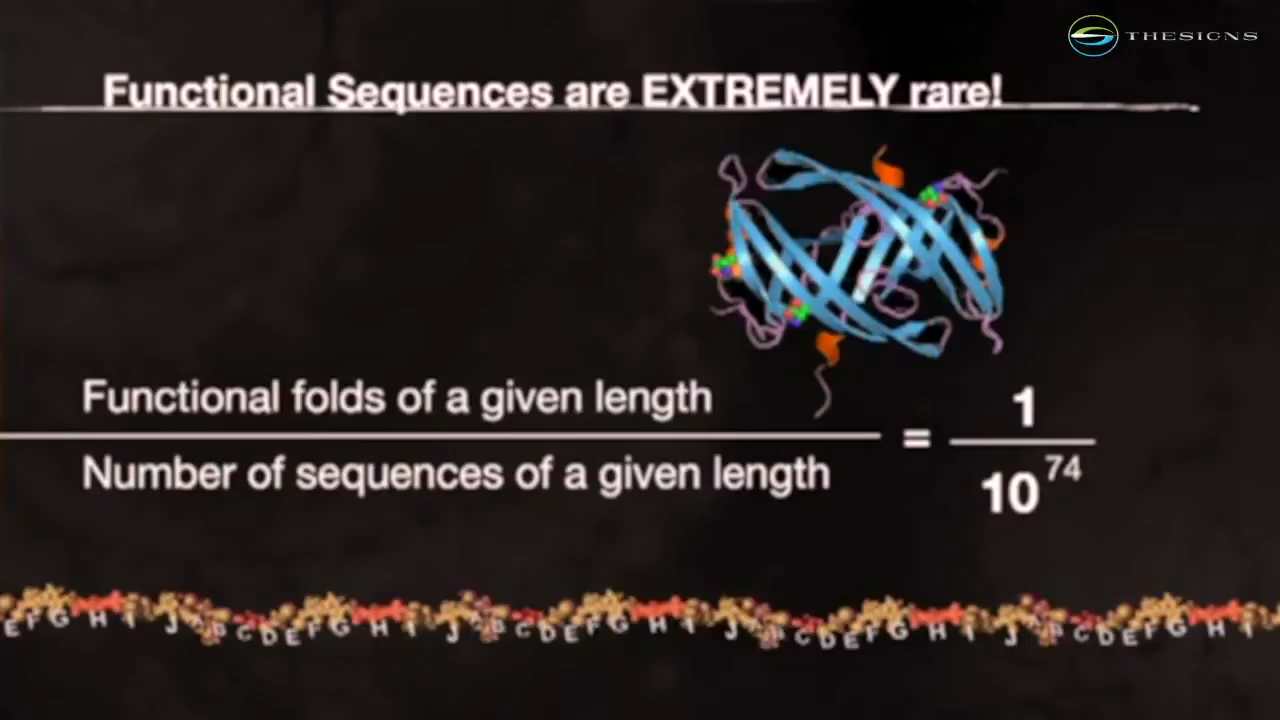 THESIGNS
Functional Sequences are EXTREMELY rare!
Functional folds of a given length
Number of sequences of a given length
=
1
10^74
E F G H I J A B C D E F G H I J A B C D E F G H I J A B C D E F G H I J A B C D E F G H I